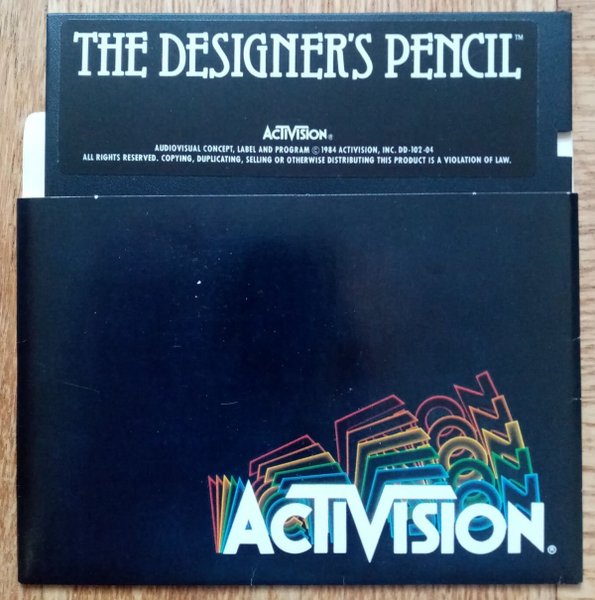 THE DESIGNER'S PENCIL™
ACTIVISION®
AUDIOVISUAL CONCEPT, LABEL AND PROGRAM © 1984 ACTIVISION, INC. DD-102-04
ALL RIGHTS RESERVED. COPYING, DUPLICATING, SELLING OR OTHERWISE DISTRIBUTING THIS PRODUCT IS A VIOLATION OF LAW.
ACTIVISION®